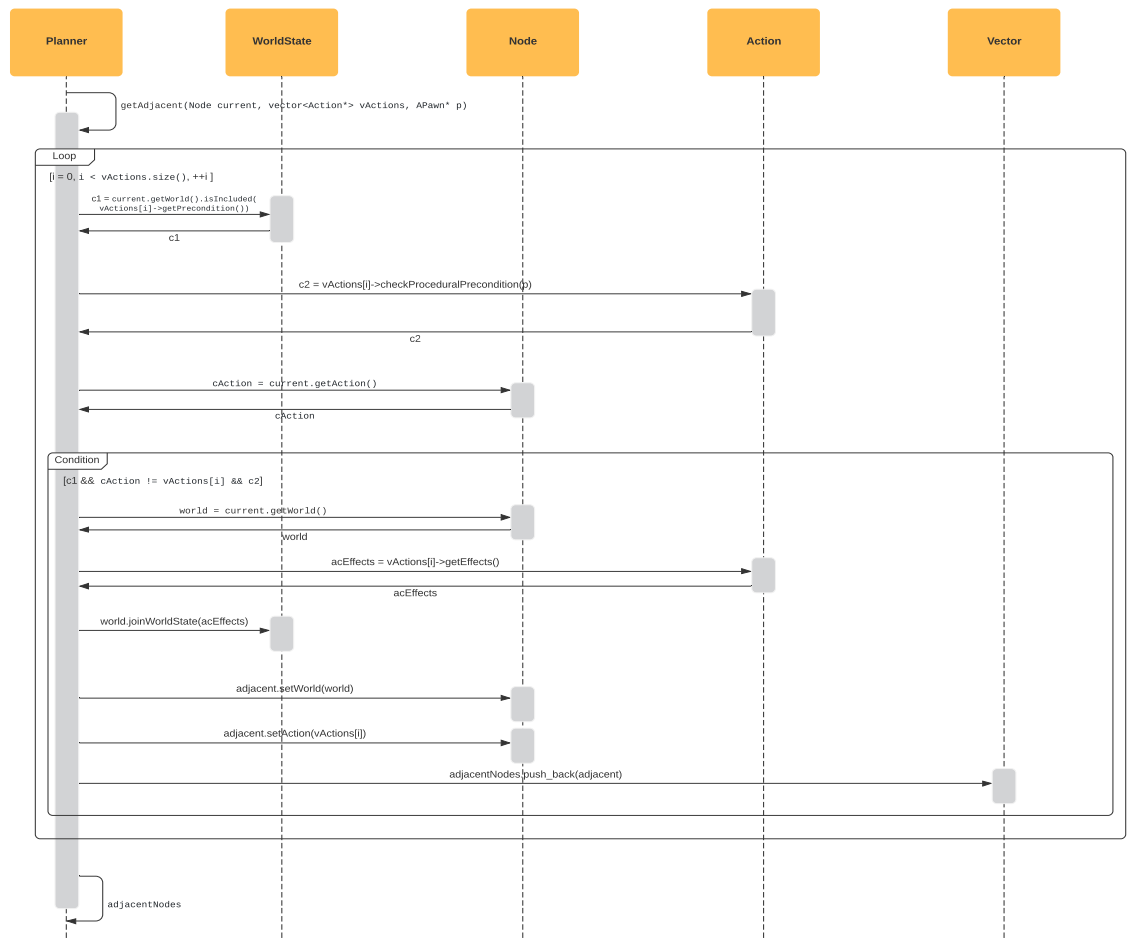 Planner
WorldState
Node
Action
Vector
getAdjacent(Node current, vector<Action*> vActions, APawn* p)
Loop
[i = 0, i < vActions.size(), ++i ]
c1 = current.getWorld().isIncluded(
vActions[i]->getPrecondition())
c1
c2 = vActions[i]->checkProceduralPrecondition(p)
c2
cAction = current.getAction()
cAction
Condition
[c1 && cAction != vActions[i] && c2]
world = current.getWorld()
world
acEffects = vActions[i]->getEffects()
acEffects
world.joinWorldState(acEffects)
adjacent.setWorld(world)
adjacent.setAction(vActions[i])
adjacentNodes.push_back(adjacent)
adjacentNodes